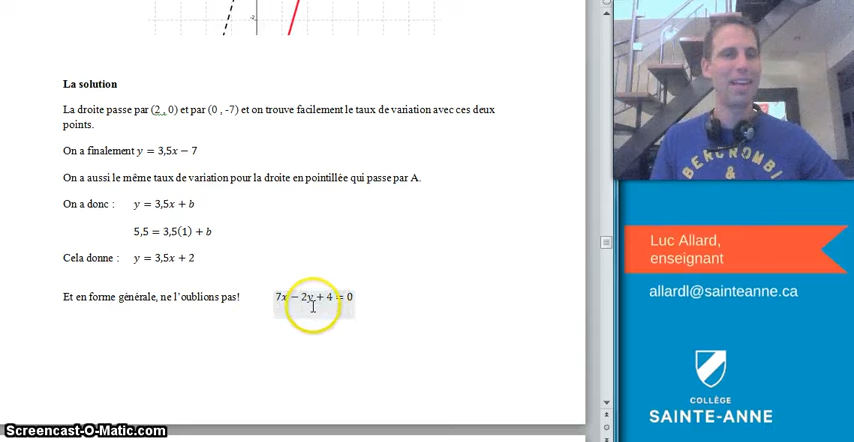 -2
La solution
La droite passe par (2 , 0) et par (0 , -7) et on trouve facilement le taux de variation avec ces deux
points.
On a finalement y = 3,5x − 7
On a aussi le même taux de variation pour la droite en pointillée qui passe par A.
On a donc : y = 3,5x + b
5,5 = 3,5(1) + b
Cela donne : y = 3,5x + 2
Et en forme générale, ne l'oublions pas! 7x − 2y + 4 = 0
BERCROMBI
&
Luc Allard,
enseignant
allardl@sainteanne.ca
COLLÈGE
SAINTE-ANNE
Screencast-O-Matic.com